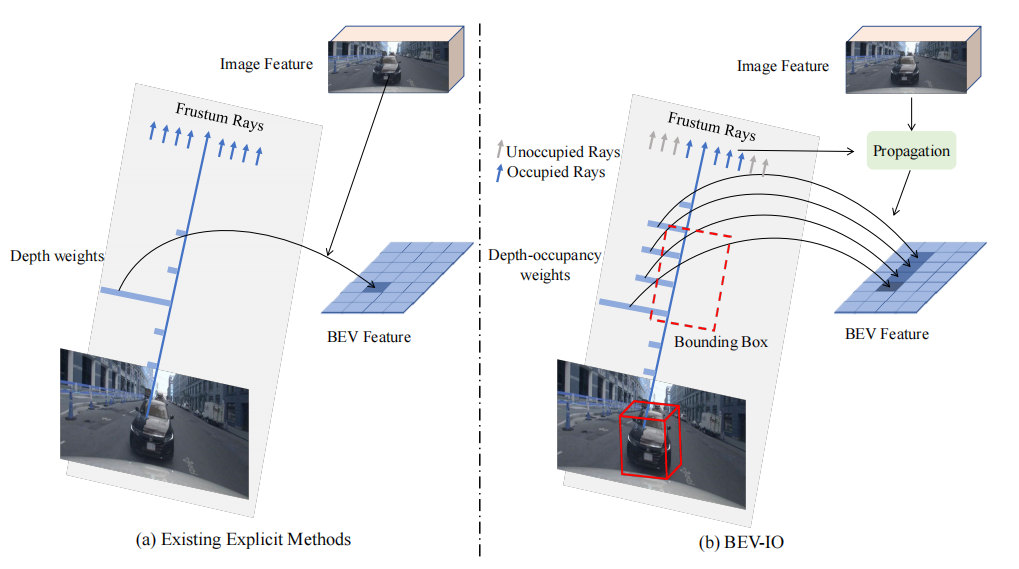 Image Feature
Frustum Rays
Depth weights
BEV Feature
(a) Existing Explicit Methods
Image Feature
Frustum Rays
Unoccupied Rays
Occupied Rays
Propagation
Depth-occupancy
weights
Bounding Box
BEV Feature
(b) BEV-IO